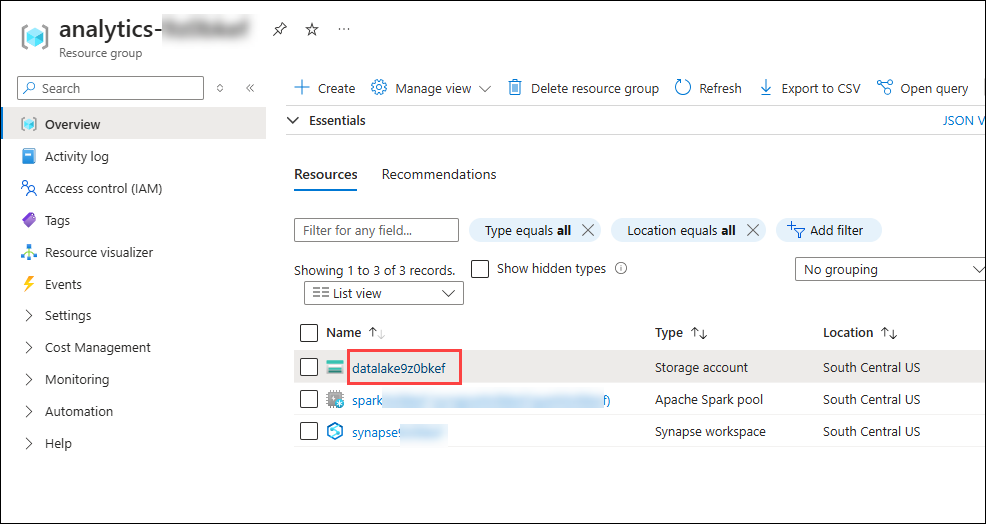 analytics-
Resource group
Search
Overview
Activity log
Access control (IAM)
Tags
Resource visualizer
Events
Settings
Cost Management
Monitoring
Automation
Help
Create Manage view Delete resource group Refresh Export to CSV Open query
Essentials JSON V
Resources Recommendations
Filter for any field... Type equals all Location equals all Add filter
Showing 1 to 3 of 3 records. Show hidden types No grouping
List view
Name Type Location
datalake9z0bkef Storage account South Central US
spark Apache Spark pool South Central US
synapse Synapse workspace South Central US